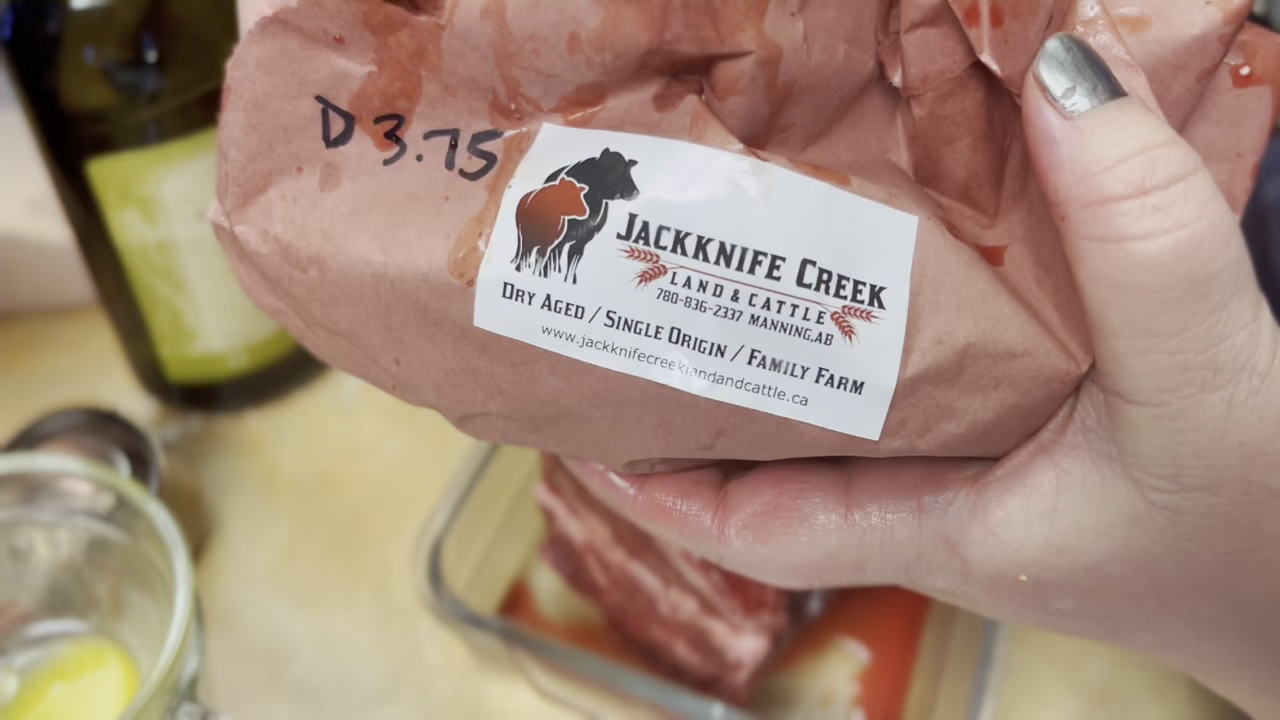 D 3.75
JACKKNIFE CREEK
LAND & CATTLE
780-836-2337 MANNING,AB
DRY AGED / SINGLE ORIGIN / FAMILY FARM
www.jackknifecreeklandandcattle.ca